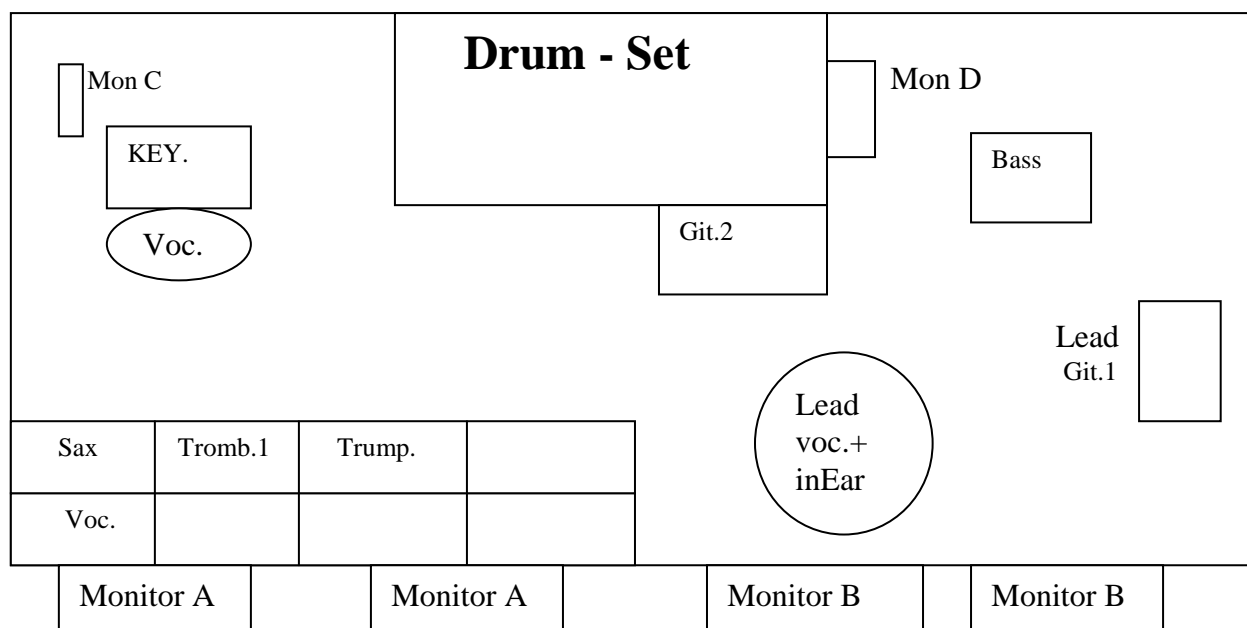 Drum - Set
Mon C
Mon D
KEY.
Bass
Voc.
Git.2
Lead
Git.1
Lead
voc.+
inEar
Sax Tromb.1 Trump.
Voc.
Monitor A Monitor A Monitor B Monitor B